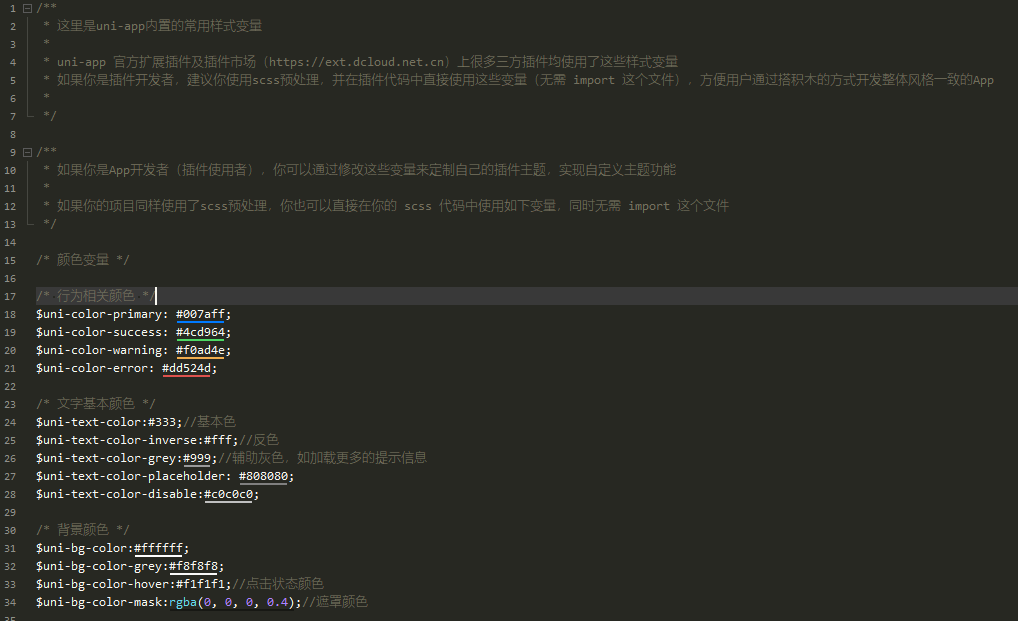 1 /**
2  * 这里是uni-app内置的常用样式变量
3  *
4  * uni-app 官方扩展插件及插件市场（https://ext.dcloud.net.cn）上很多三方插件均使用了这些样式变量
5  * 如果你是插件开发者，建议你使用scss预处理，并在插件代码中直接使用这些变量（无需 import 这个文件），方便用户通过搭积木的方式开发整体风格一致的App
6  *
7  */
8
9 /**
10  * 如果你是App开发者（插件使用者），你可以通过修改这些变量来定制自己的插件主题，实现自定义主题功能
11  *
12  * 如果你的项目同样使用了scss预处理，你也可以直接在你的 scss 代码中使用如下变量，同时无需 import 这个文件
13  */
14
15 /* 颜色变量 */
16
17 /* 行为相关颜色 */
18 $uni-color-primary: #007aff;
19 $uni-color-success: #4cd964;
20 $uni-color-warning: #f0ad4e;
21 $uni-color-error: #dd524d;
22
23 /* 文字基本颜色 */
24 $uni-text-color:#333;//基本色
25 $uni-text-color-inverse:#fff;//反色
26 $uni-text-color-grey:#999;//辅助灰色，如加载更多的提示信息
27 $uni-text-color-placeholder: #808080;
28 $uni-text-color-disable:#c0c0c0;
29
30 /* 背景颜色 */
31 $uni-bg-color:#ffffff;
32 $uni-bg-color-grey:#f8f8f8;
33 $uni-bg-color-hover:#f1f1f1;//点击状态颜色
34 $uni-bg-color-mask:rgba(0, 0, 0, 0.4);//遮罩颜色
35